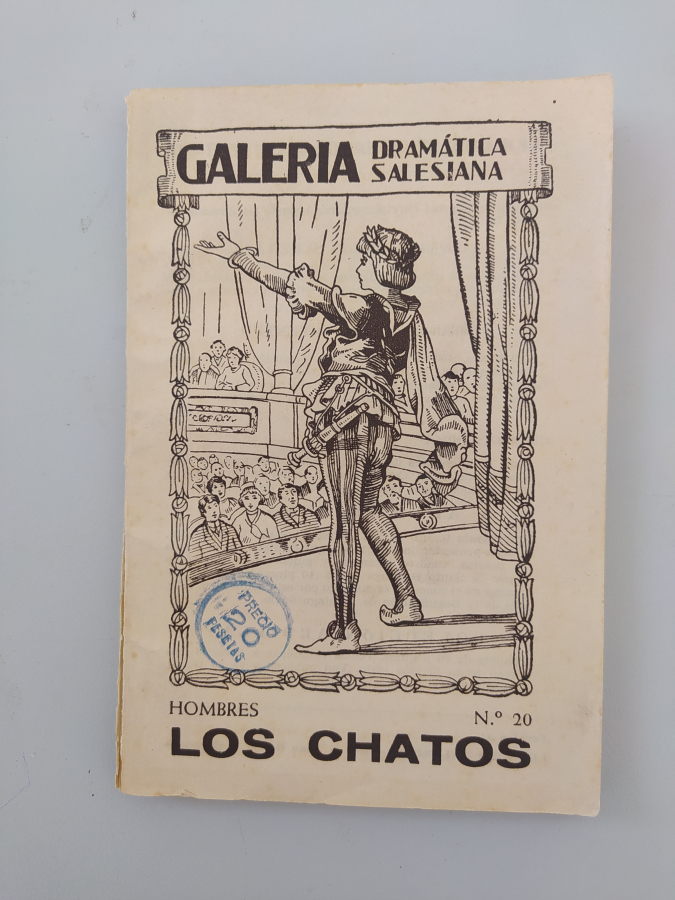 GALERIA DRAMÁTICA
SALESIANA
PRECIO
20
PESETAS
HOMBRES
N.º 20
LOS CHATOS